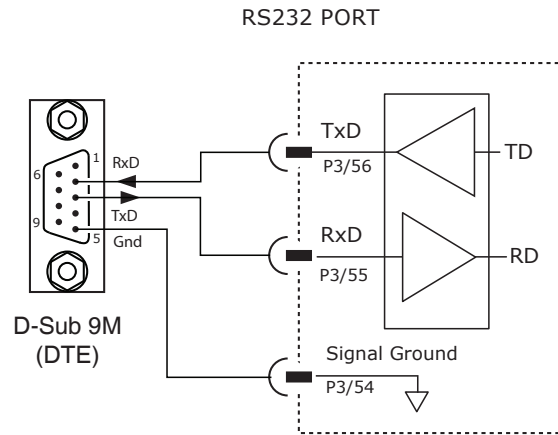 RS232 PORT
TxD
P3/56
TD
1
RxD
6
TxD
9
5
Gnd
RxD
P3/55
RD
D-Sub 9M
(DTE)
Signal Ground
P3/54